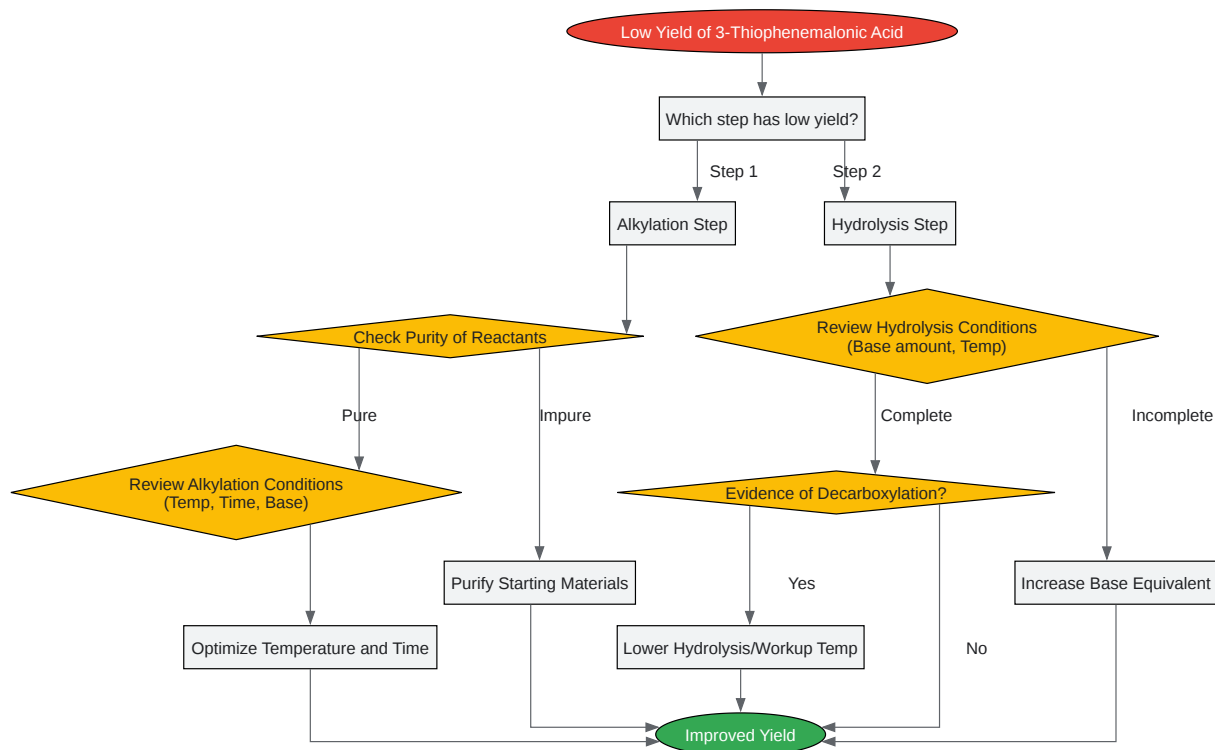 Low Yield of 3-Thiophenemalonic Acid
Which step has low yield?
Step 1
Step 2
Alkylation Step
Hydrolysis Step
Check Purity of Reactants
Review Hydrolysis Conditions
(Base amount, Temp)
Pure
Impure
Complete
Incomplete
Review Alkylation Conditions
(Temp, Time, Base)
Evidence of Decarboxylation?
Purify Starting Materials
Yes
Increase Base Equivalent
Optimize Temperature and Time
Lower Hydrolysis/Workup Temp
No
Improved Yield